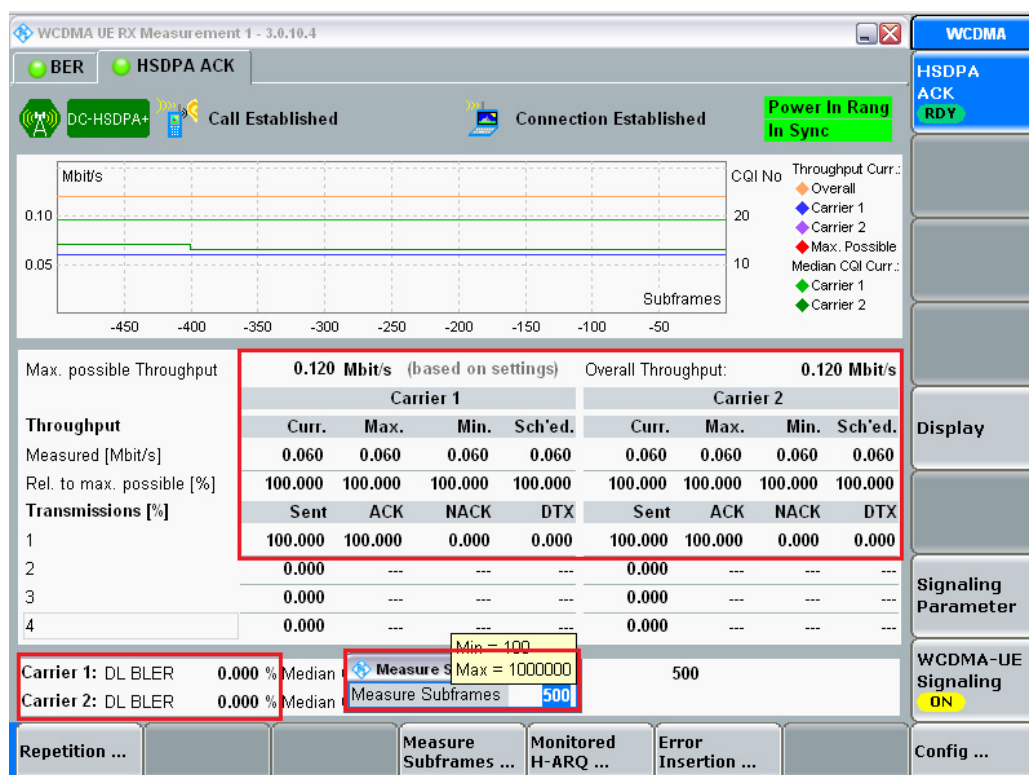 WCDMA UE RX Measurement 1 - 3.0.10.4
WCDMA
BER HSDPA ACK
HSDPA
ACK
RDY
DC-HSDPA+ Call Established Connection Established
Power In Rang
In Sync
Mbit/s
CQI No
0.10
0.05
20
10
Subframes
-450 -400 -350 -300 -250 -200 -150 -100 -50
Throughput Curr.:
Overall
Carrier 1
Carrier 2
Max. Possible
Median CQI Curr.:
Carrier 1
Carrier 2
Max. possible Throughput 0.120 Mbit/s (based on settings) Overall Throughput: 0.120 Mbit/s
Carrier 1 Carrier 2
Throughput Curr. Max. Min. Sch'ed. Curr. Max. Min. Sch'ed.
Measured [Mbit/s] 0.060 0.060 0.060 0.060 0.060 0.060 0.060 0.060
Rel. to max. possible [%] 100.000 100.000 100.000 100.000 100.000 100.000 100.000 100.000
Transmissions [%] Sent ACK NACK DTX Sent ACK NACK DTX
1 100.000 100.000 0.000 0.000 100.000 100.000 0.000 0.000
2 0.000 --- --- --- 0.000 --- --- ---
3 0.000 --- --- --- 0.000 --- --- ---
4 0.000 --- --- --- 0.000 --- --- ---
Carrier 1: DL BLER 0.000 % Median
Carrier 2: DL BLER 0.000 % Median
Min = 100
Max = 1000000
Measure S
Measure Subframes 500
500
Display
Signaling
Parameter
WCDMA-UE
Signaling
ON
Repetition ...
Measure
Subframes ...
Monitored
H-ARQ ...
Error
Insertion ...
Config ...